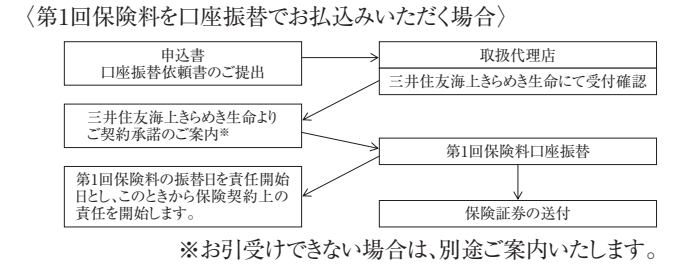 〈第1回保険料を口座振替でお払込みいただく場合〉
申込書
口座振替依頼書のご提出
取扱代理店
三井住友海上きらめき生命にて受付確認
三井住友海上きらめき生命より
ご契約承諾のご案内※
第1回保険料口座振替
第1回保険料の振替日を責任開始
日とし、このときから保険契約上の
責任を開始します。
保険証券の送付
※お引受けできない場合は、別途ご案内いたします。